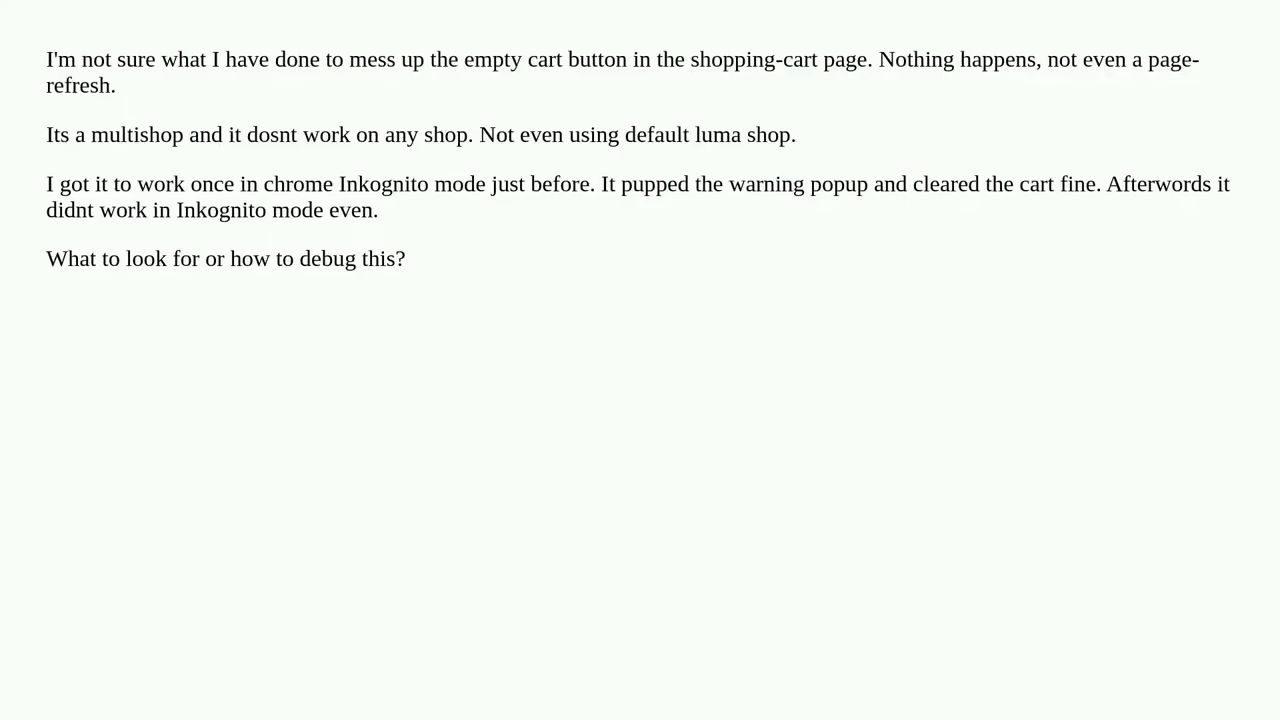 I'm not sure what I have done to mess up the empty cart button in the shopping-cart page. Nothing happens, not even a page-
refresh.
Its a multishop and it dosnt work on any shop. Not even using default luma shop.
I got it to work once in chrome Inkognito mode just before. It pupped the warning popup and cleared the cart fine. Afterwords it
didnt work in Inkognito mode even.
What to look for or how to debug this?